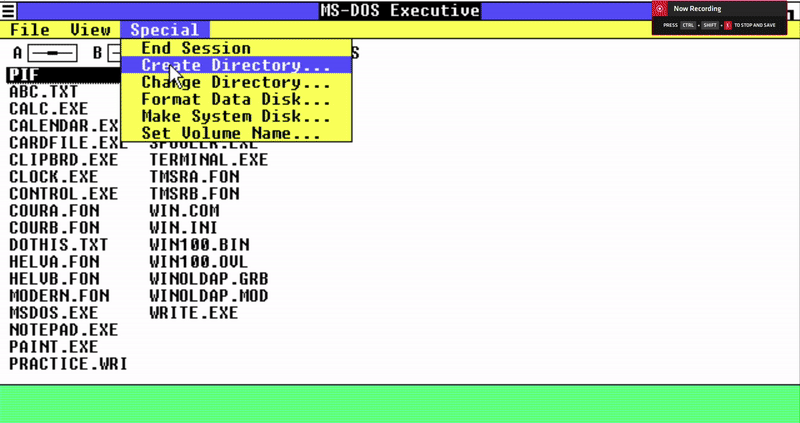 MS-DOS Executive
Now Recording
PRESS CTRL + SHIFT + E TO STOP AND SAVE
File View Special
A B S
End Session
Create Directory...
Change Directory...
Format Data Disk...
Make System Disk...
Set Volume Name...
PIF
ABC.TXT
CALC.EXE
CALENDAR.EX
CARDFILE.EXE SPOOLER.EXE
CLIPBRD.EXE TERMINAL.EXE
CLOCK.EXE TMSRA.FON
CONTROL.EXE TMSRB.FON
COURA.FON WIN.COM
COURB.FON WIN.INI
DOTHIS.TXT WIN100.BIN
HELVA.FON WIN100.OVL
HELVB.FON WINOLDAP.GRB
MODERN.FON WINOLDAP.MOD
MSDOS.EXE WRITE.EXE
NOTEPAD.EXE
PAINT.EXE
PRACTICE.WRI